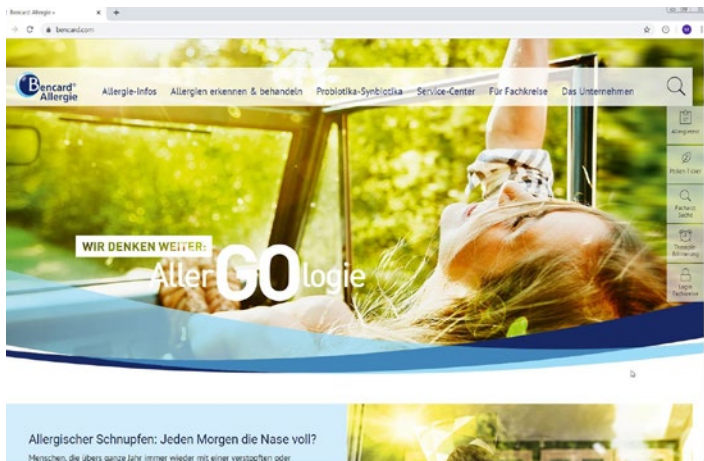 Bencard Allergie
bencard.com
Bencard®
Allergie
Allergie-Infos Allergien erkennen & behandeln Probiotika-Synbiotika Service-Center Für Fachkreise Das Unternehmen
Allergietest
Pollen-Ticker
Facharzt
Suche
Therapie
Erinnerung
Login
Fachkreise
WIR DENKEN WEITER:
AllerGOlogie
Allergischer Schnupfen: Jeden Morgen die Nase voll?
Menschen, die übers ganze Jahr immer wieder mit einer verstopften oder